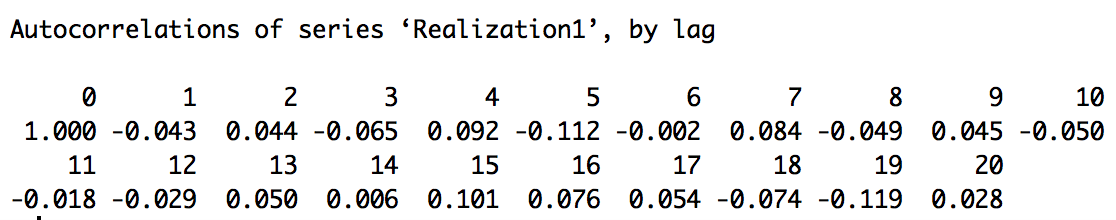 Autocorrelations of series ‘Realization1’, by lag
0 1 2 3 4 5 6 7 8 9 10
1.000 -0.043 0.044 -0.065 0.092 -0.112 -0.002 0.084 -0.049 0.045 -0.050
11 12 13 14 15 16 17 18 19 20
-0.018 -0.029 0.050 0.006 0.101 0.076 0.054 -0.074 -0.119 0.028